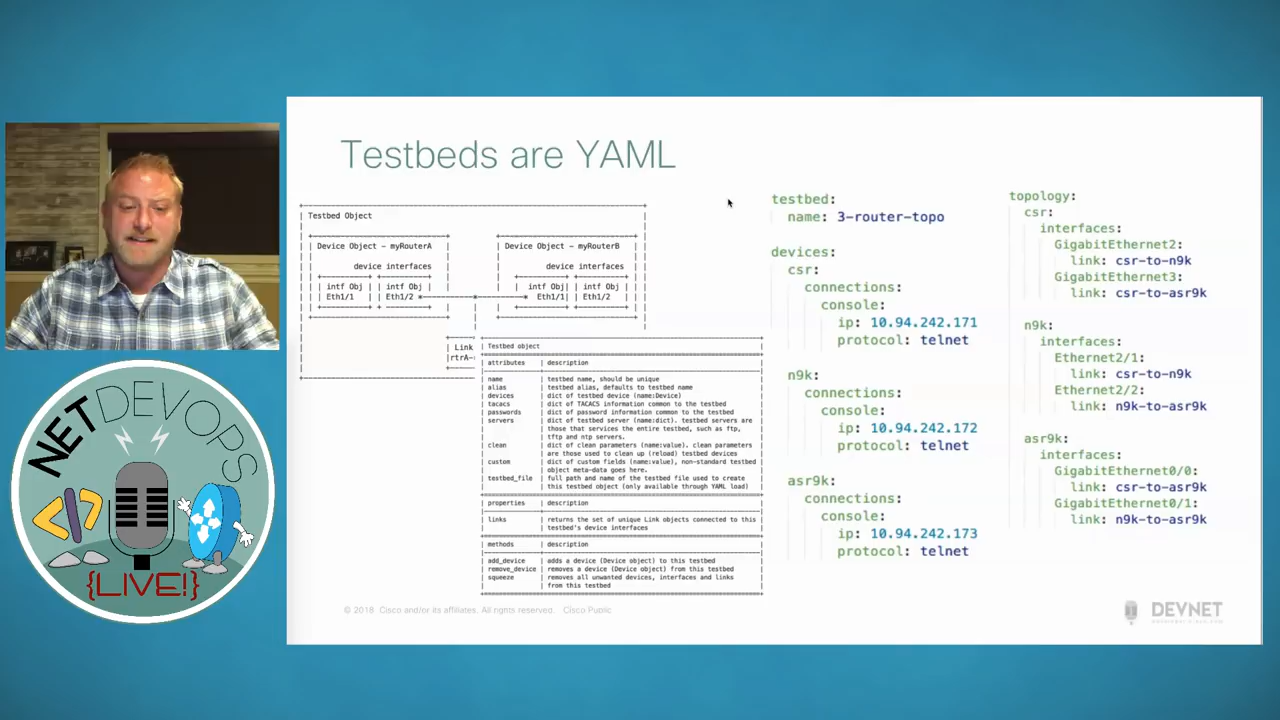 Testbeds are YAML
Testbed Object
Device Object - myRouterA
Device Object - myRouterB
device interfaces
device interfaces
intf Obj
intf Obj
intf Obj
intf Obj
Eth1/1
Eth1/2
Eth1/1
Eth1/2
Link
rtrA-
Testbed object
attributes | description
name | testbed name, should be unique
alias | testbed alias, defaults to testbed name
devices | dict of testbed device (name:Device)
tacacs | dict of TACACS information common to the testbed
passwords | dict of password information common to the testbed
servers | dict of testbed server (name:dict). testbed servers are
those that services the entire testbed, such as ftp,
tftp and ntp servers.
clean | dict of clean parameters (name:value). clean parameters
are those used to clean up (reload) testbed devices
custom | dict of custom fields (name:value), non-standard testbed
object meta-data goes here.
testbed_file | full path and name of the testbed file used to create
this testbed object (only available through YAML load)
properties | description
links | returns the set of unique Link objects connected to this
testbed's device interfaces
methods | description
add_device | adds a device (Device object) to this testbed
remove_device | removes a device (Device object) from this testbed
squeeze | removes all unwanted devices, interfaces and links
from this testbed
testbed:
name: 3-router-topo
devices:
csr:
connections:
console:
ip: 10.94.242.171
protocol: telnet
n9k:
connections:
console:
ip: 10.94.242.172
protocol: telnet
asr9k:
connections:
console:
ip: 10.94.242.173
protocol: telnet
topology:
csr:
interfaces:
GigabitEthernet2:
link: csr-to-n9k
GigabitEthernet3:
link: csr-to-asr9k
n9k:
interfaces:
Ethernet2/1:
link: csr-to-n9k
Ethernet2/2:
link: n9k-to-asr9k
asr9k:
interfaces:
GigabitEthernet0/0:
link: csr-to-asr9k
GigabitEthernet0/1:
link: n9k-to-asr9k
© 2018 Cisco and/or its affiliates. All rights reserved. Cisco Public
DEVNET
NETDEVOPS
{LIVE!}